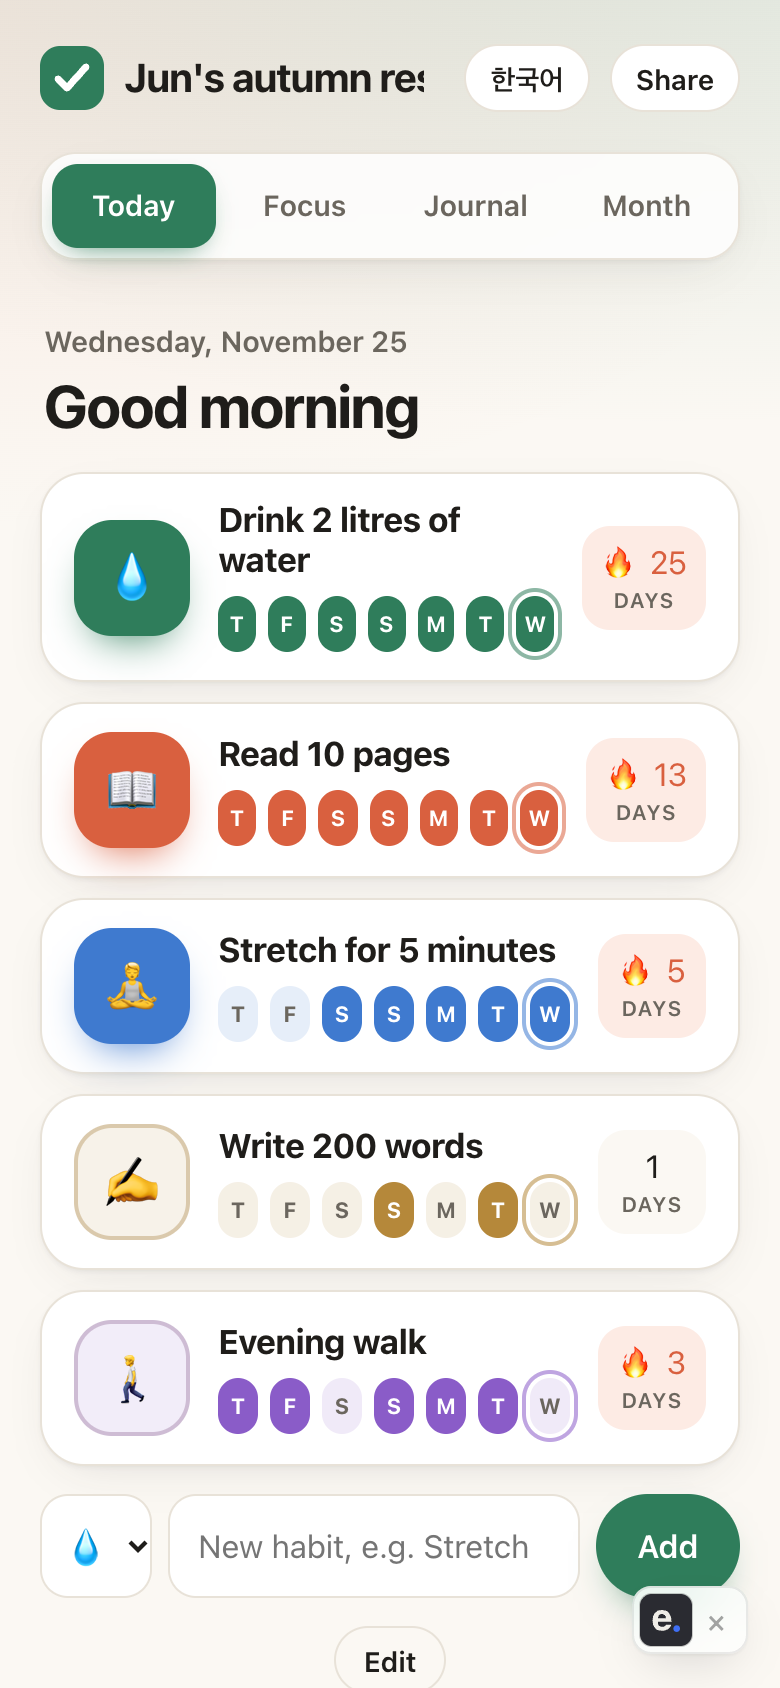 Jun's autumn res
한국어
Share
Today
Focus
Journal
Month
Wednesday, November 25
Good morning
Drink 2 litres of
water
T F S S M T W
25
DAYS
Read 10 pages
T F S S M T W
13
DAYS
Stretch for 5 minutes
T F S S M T W
5
DAYS
Write 200 words
T F S S M T W
1
DAYS
Evening walk
T F S S M T W
3
DAYS
New habit, e.g. Stretch
Add
e.
×
Edit